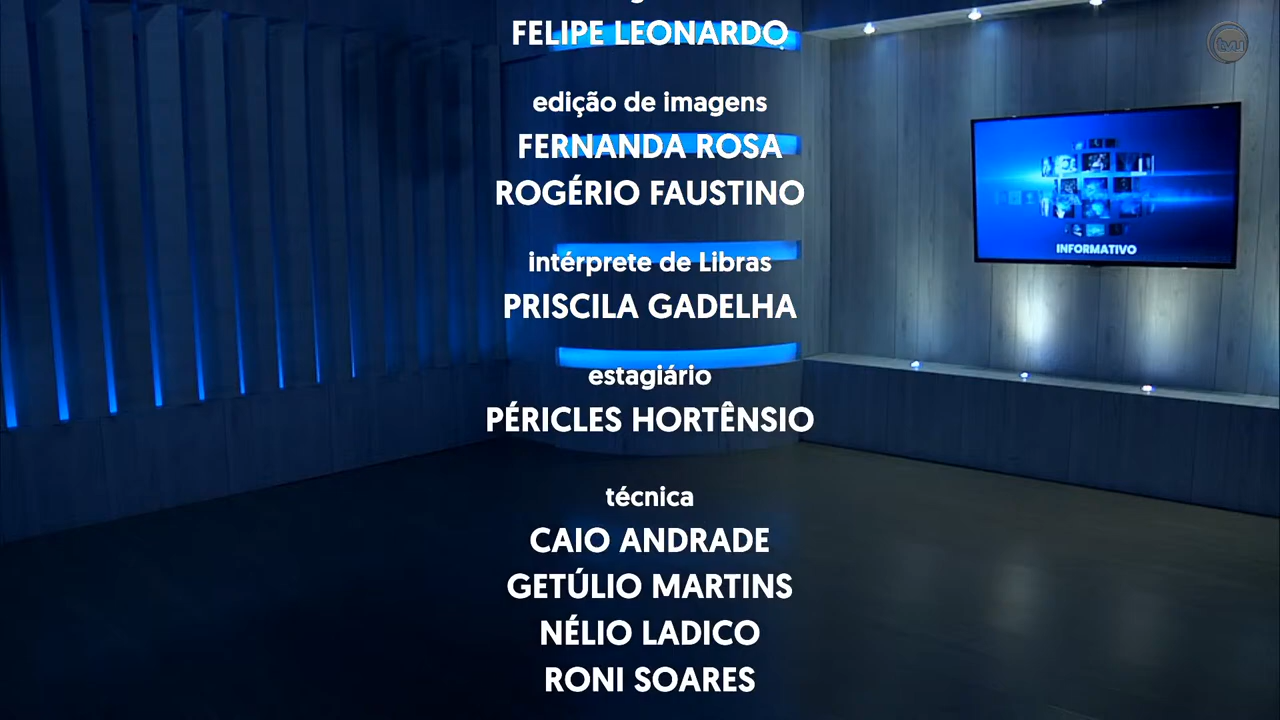 FELIPE LEONARDO
edição de imagens
FERNANDA ROSA
ROGÉRIO FAUSTINO
intérprete de Libras
PRISCILA GADELHA
estagiário
PÉRICLES HORTÊNSIO
técnica
CAIO ANDRADE
GETÚLIO MARTINS
NÉLIO LADICO
RONI SOARES
INFORMATIVO